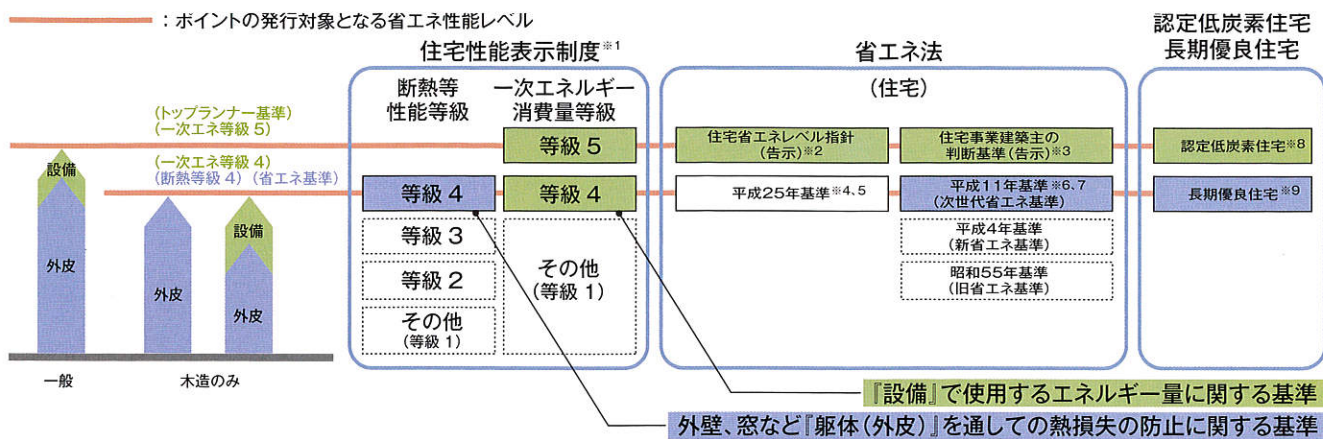 ：ポイントの発行対象となる省エネ性能レベル
住宅性能表示制度※1
省エネ法
認定低炭素住宅
長期優良住宅
断熱等
性能等級
一次エネルギー
消費量等級
(住宅)
(トップランナー基準)
(一次エネ等級5)
等級5
住宅省エネレベル指針
(告示)※2
住宅事業建築主の
判断基準(告示)※3
認定低炭素住宅※8
(一次エネ等級4)
(断熱等級4)(省エネ基準)
等級4
等級4
平成25年基準※4、5
平成11年基準※6、7
(次世代省エネ基準)
長期優良住宅※9
等級3
等級2
その他
(等級1)
その他
(等級1)
平成4年基準
(新省エネ基準)
昭和55年基準
(旧省エネ基準)
設備
外皮
外皮
設備
外皮
一般
木造のみ
『設備』で使用するエネルギー量に関する基準
外壁、窓など『躯体(外皮)』を通しての熱損失の防止に関する基準